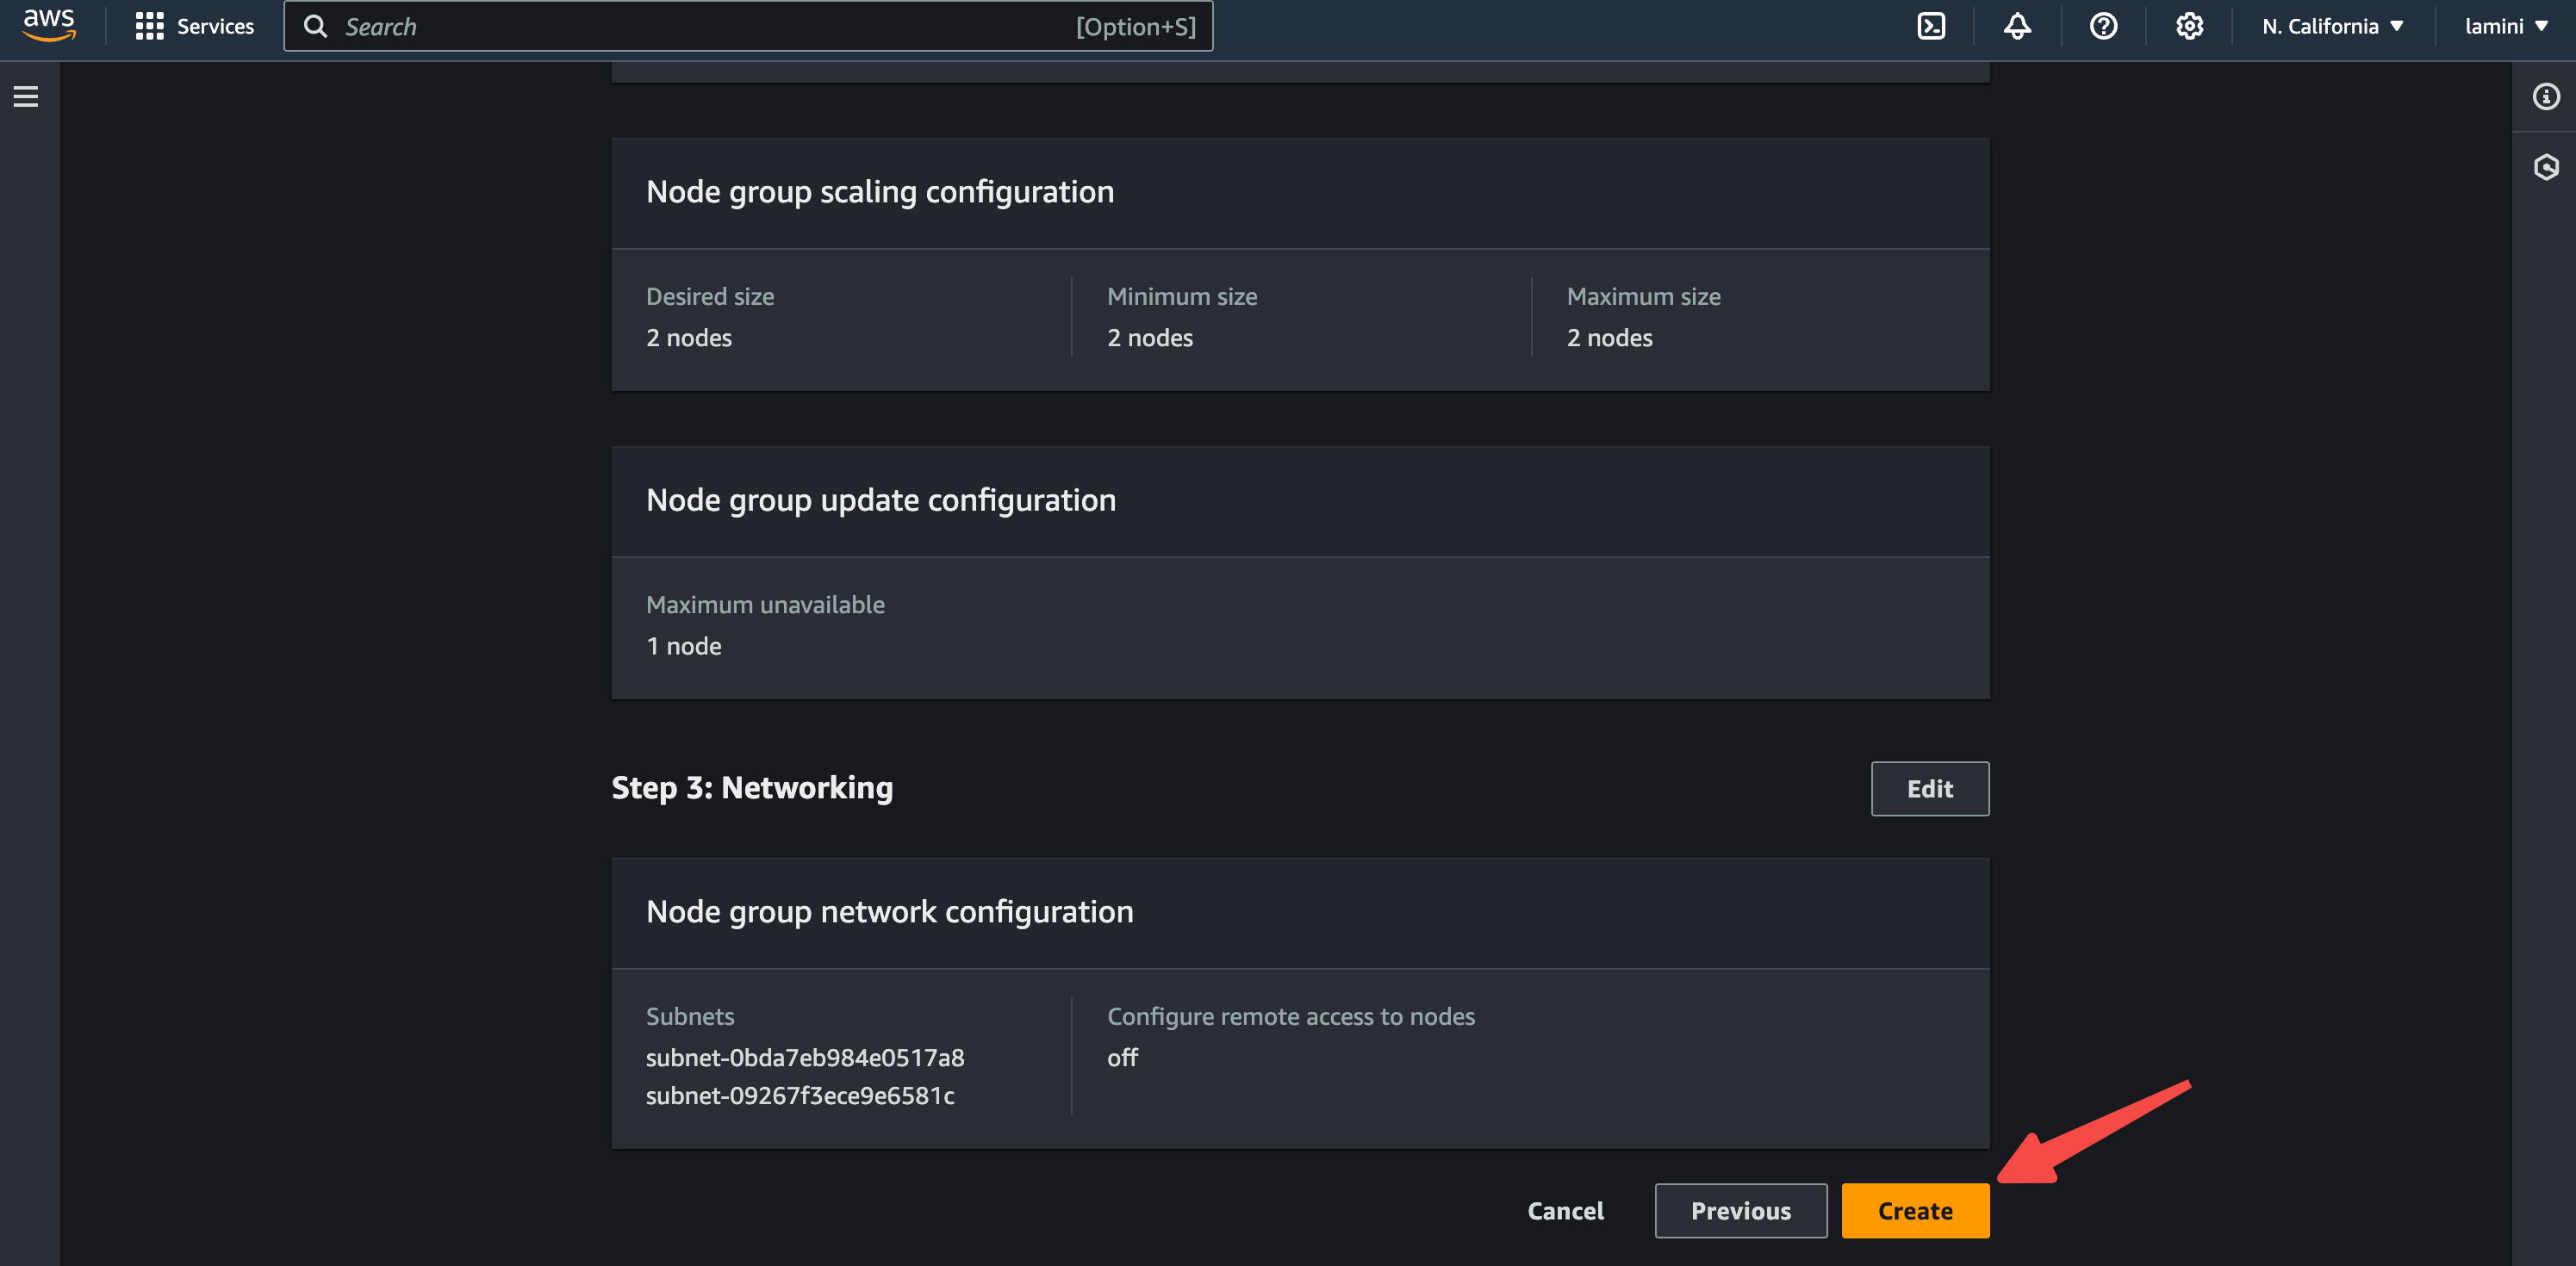 aws
Services
Search
[Option+S]
N. California
lamini
Node group scaling configuration
Desired size
2 nodes
Minimum size
2 nodes
Maximum size
2 nodes
Node group update configuration
Maximum unavailable
1 node
Step 3: Networking
Edit
Node group network configuration
Subnets
subnet-0bda7eb984e0517a8
subnet-09267f3ece9e6581c
Configure remote access to nodes
off
Cancel
Previous
Create